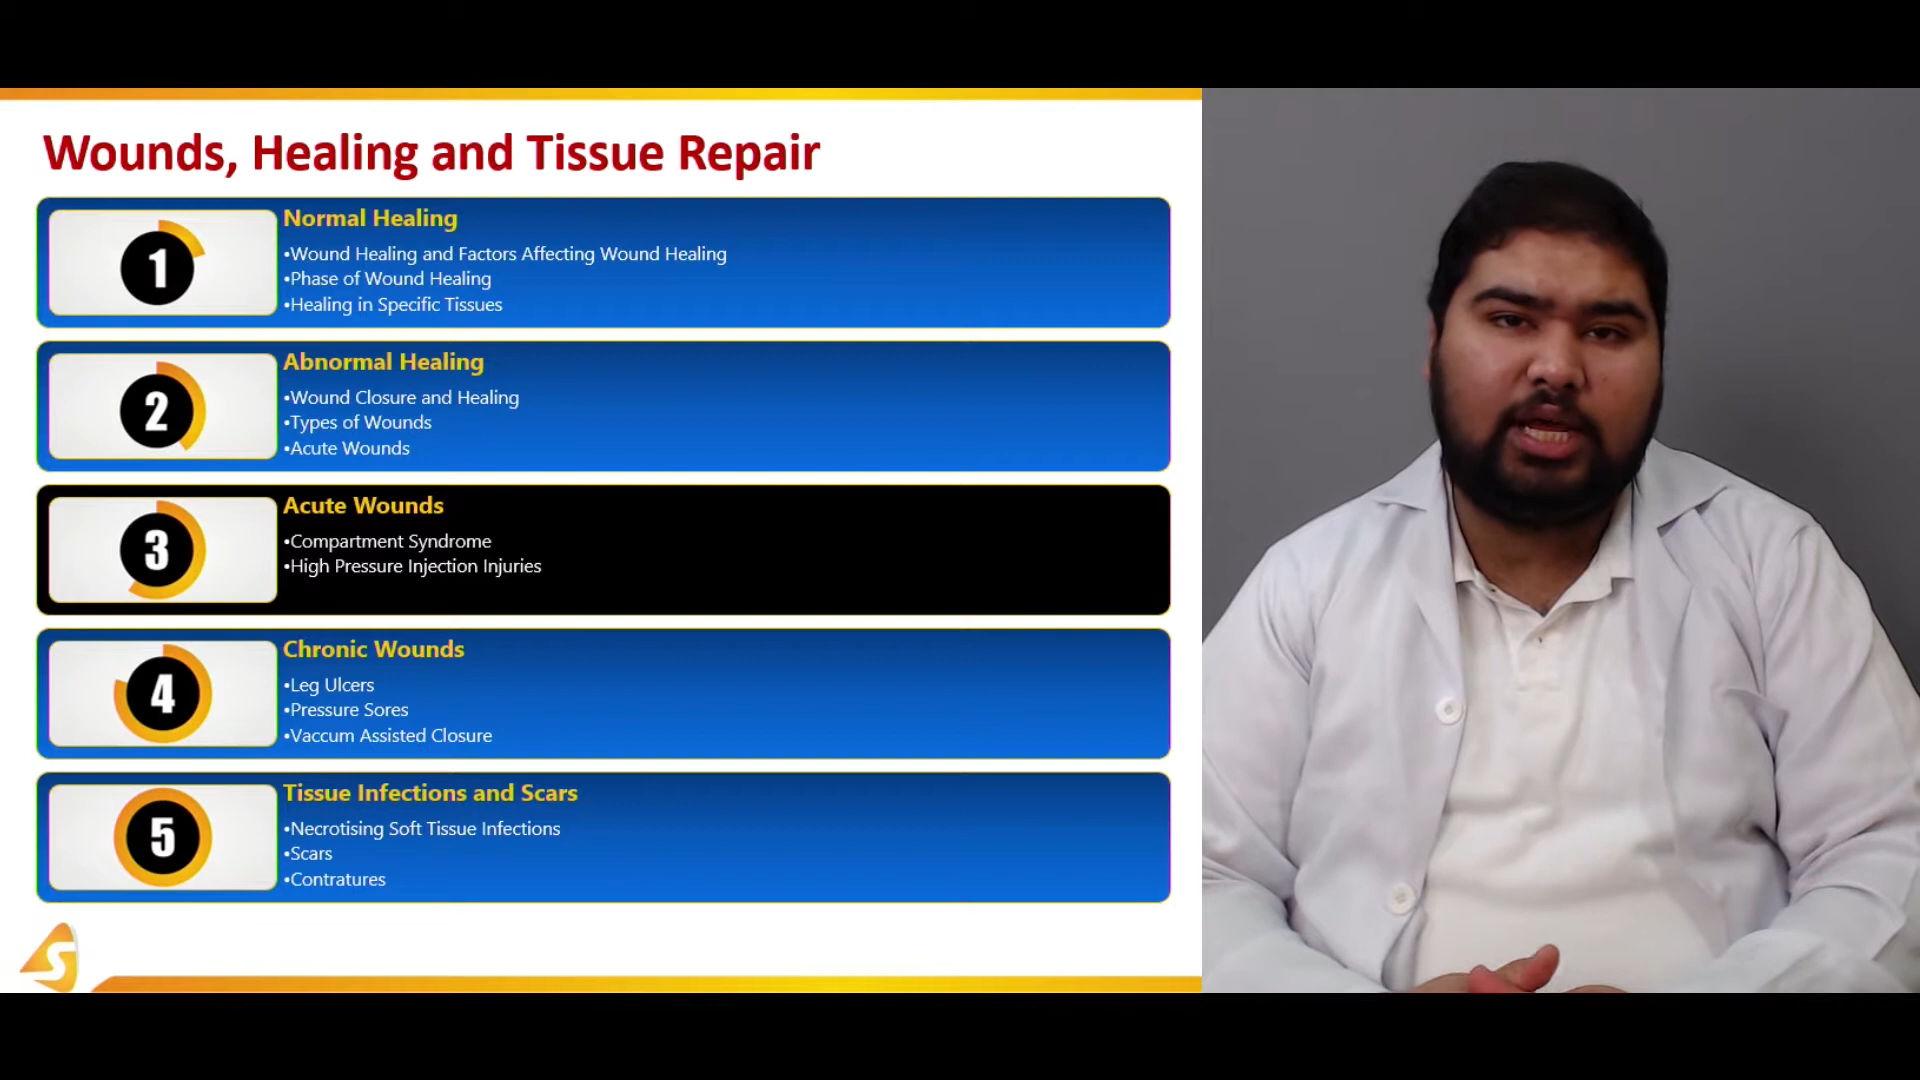 Wounds, Healing and Tissue Repair
1
Normal Healing
•Wound Healing and Factors Affecting Wound Healing
•Phase of Wound Healing
•Healing in Specific Tissues
2
Abnormal Healing
•Wound Closure and Healing
•Types of Wounds
•Acute Wounds
3
Acute Wounds
•Compartment Syndrome
•High Pressure Injection Injuries
4
Chronic Wounds
•Leg Ulcers
•Pressure Sores
•Vaccum Assisted Closure
5
Tissue Infections and Scars
•Necrotising Soft Tissue Infections
•Scars
•Contratures
S